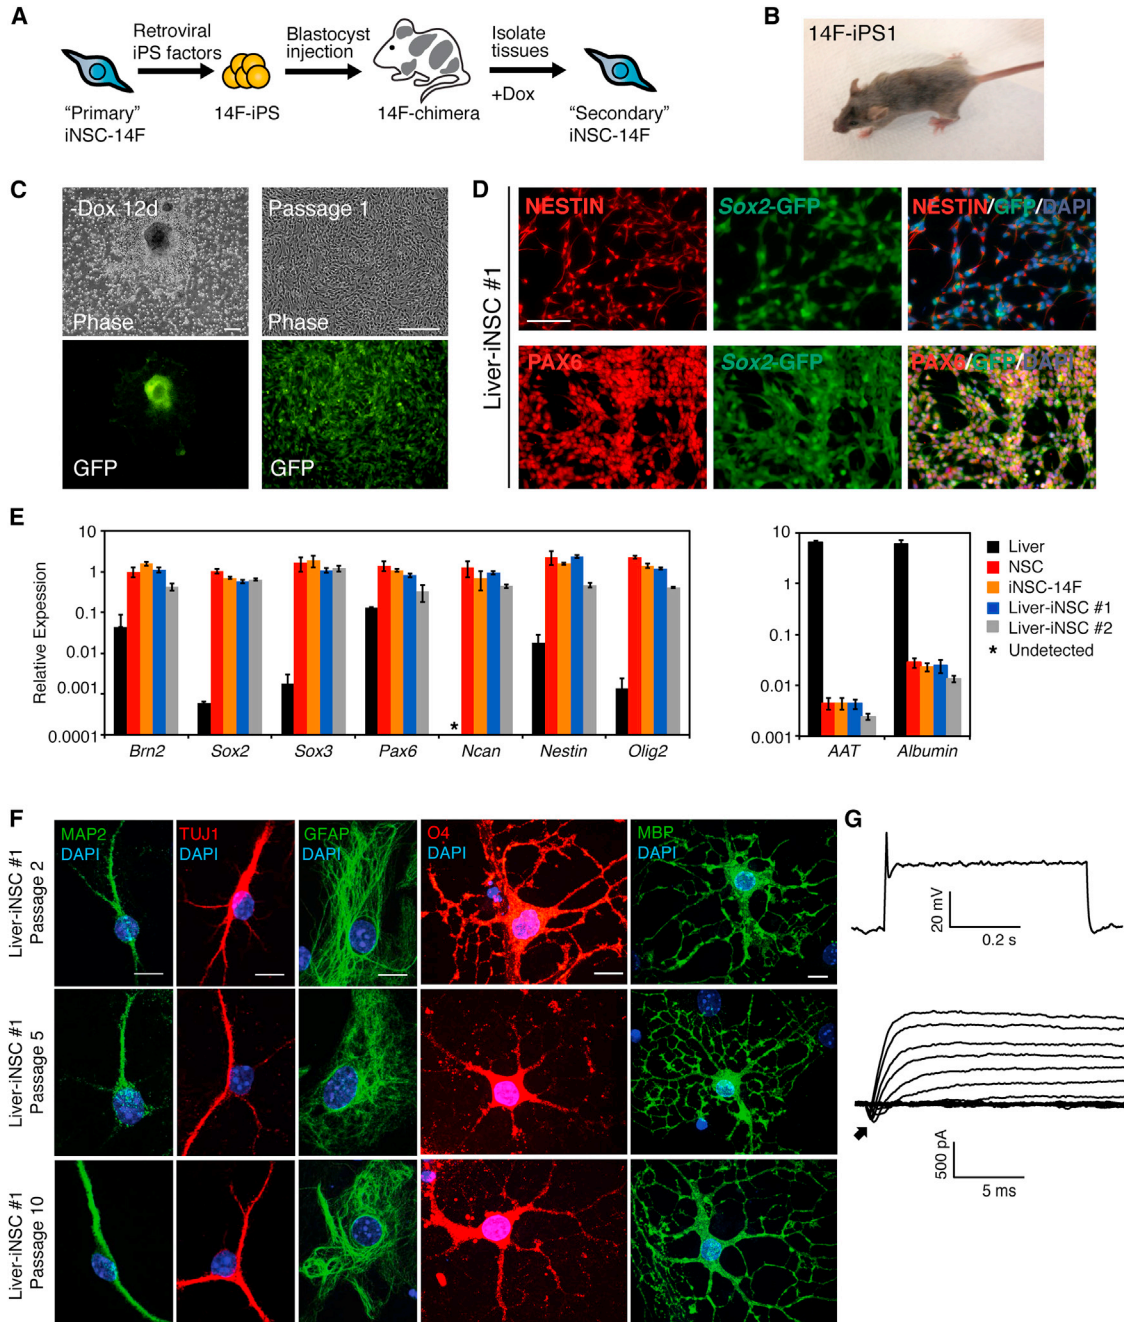 A
Retroviral
iPS factors
Blastocyst
injection
Isolate
tissues
+Dox
"Primary"
iNSC-14F
14F-iPS
14F-chimera
"Secondary"
iNSC-14F
B
14F-iPS1
C
-Dox 12d
Passage 1
Phase
Phase
GFP
GFP
D
Liver-iNSC #1
NESTIN
Sox2-GFP
NESTIN/GFP/DAPI
PAX6
Sox2-GFP
PAX6/GFP/DAPI
E
Relative Expession
10
1
0.1
0.01
0.001
0.0001
*
Brn2
Sox2
Sox3
Pax6
Ncan
Nestin
Olig2
10
1
0.1
0.01
0.001
AAT
Albumin
Liver
NSC
iNSC-14F
Liver-iNSC #1
Liver-iNSC #2
* Undetected
F
Liver-iNSC #1
Passage 2
MAP2
DAPI
TUJ1
DAPI
GFAP
DAPI
O4
DAPI
MBP
DAPI
Liver-iNSC #1
Passage 5
Liver-iNSC #1
Passage 10
G
20 mV
0.2 s
500 pA
5 ms